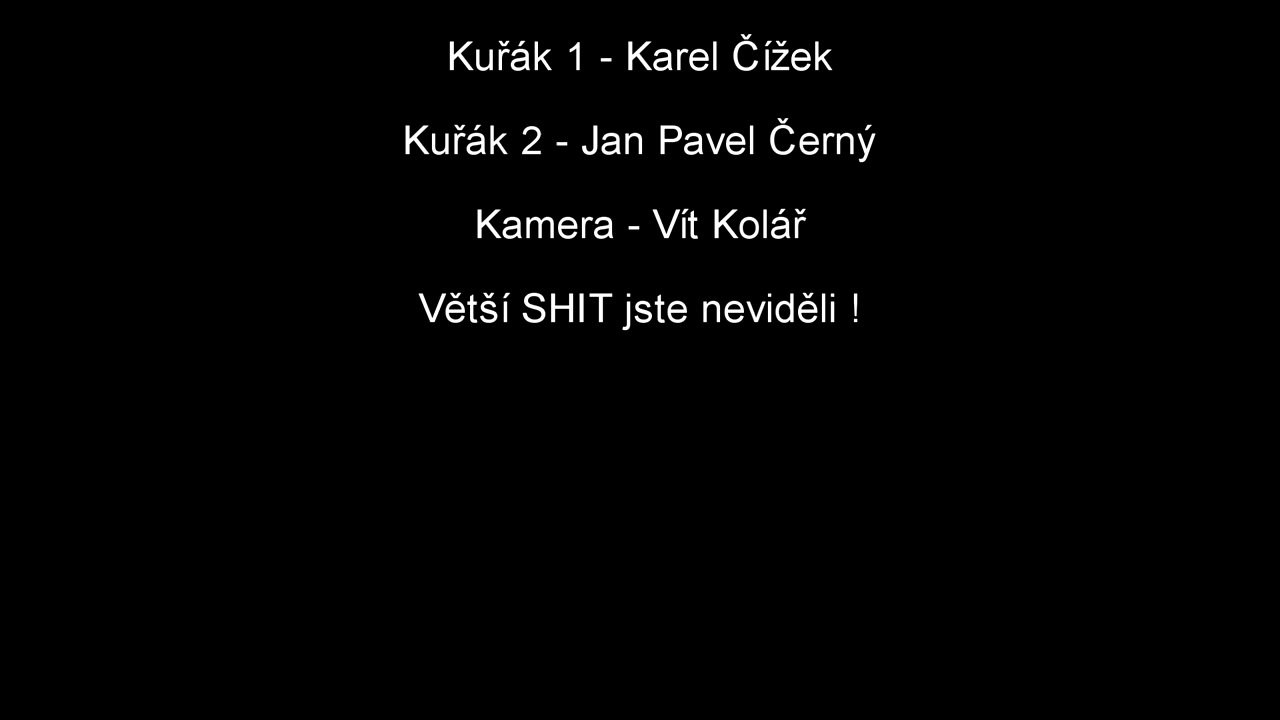 Kuřák 1 - Karel Čížek
Kuřák 2 - Jan Pavel Černý
Kamera - Vít Kolář
Větší SHIT jste neviděli !